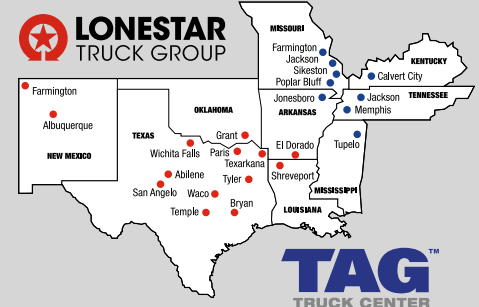 LONESTAR
TRUCK GROUP
MISSOURI
Farmington
Jackson
Sikeston
Poplar Bluff
KENTUCKY
Calvert City
Farmington
Jonesboro
Jackson
TENNESSEE
Memphis
OKLAHOMA
ARKANSAS
Albuquerque
TEXAS
Grant
Wichita Falls
Paris
El Dorado
Tupelo
NEW MEXICO
Texarkana
Abilene
Tyler
Shreveport
San Angelo
Waco
MISSISSIPPI
Temple
Bryan
LOUISIANA
TAG™
TRUCK CENTER